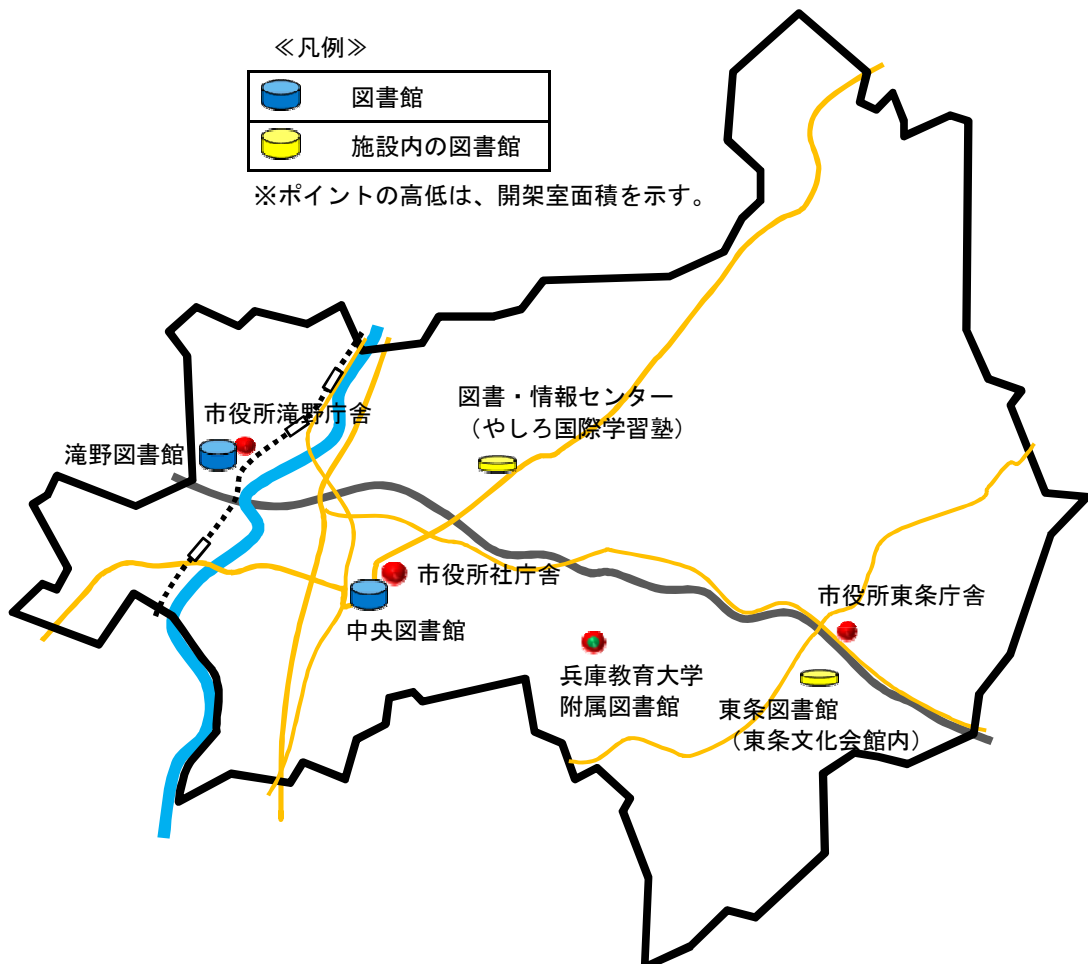 ≪凡例≫
図書館
施設内の図書館
※ポイントの高低は、開架室面積を示す。
図書・情報センター
（やしろ国際学習塾）
市役所滝野庁舎
滝野図書館
市役所社庁舎
中央図書館
市役所東条庁舎
兵庫教育大学
附属図書館
東条図書館
（東条文化会館内）